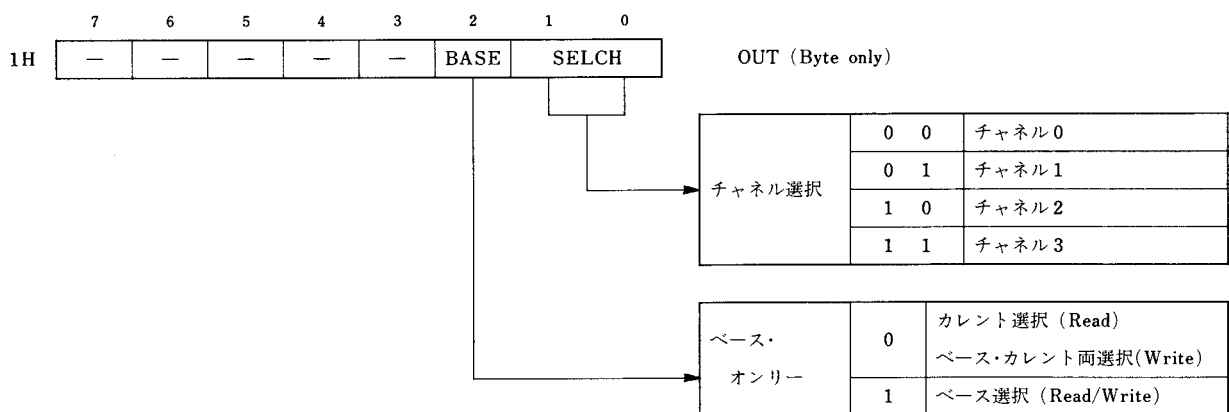 7 6 5 4 3 2 1 0
1H — — — — — BASE SELCH OUT (Byte only)
チャネル選択
0 0 チャネル0
0 1 チャネル1
1 0 チャネル2
1 1 チャネル3
ベース・
オンリー
0 カレント選択 (Read)
ベース・カレント両選択(Write)
1 ベース選択 (Read/Write)